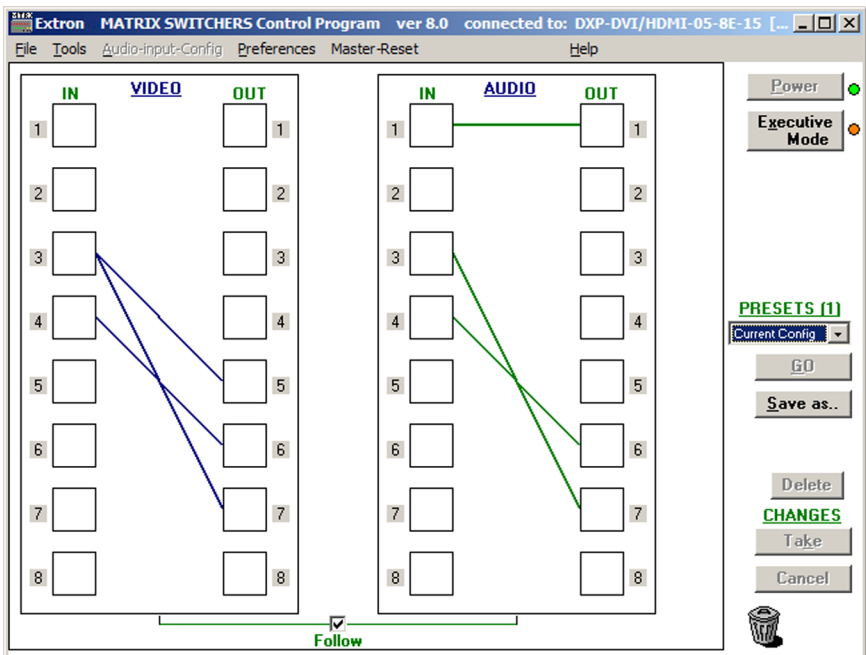 Extron MATRIX SWITCHERS Control Program ver 8.0 connected to: DXP-DVI/HDMI-05-8E-15 [...
File Tools Audio-input-Config Preferences Master-Reset Help
IN VIDEO OUT IN AUDIO OUT
Power
1 1 1 1
Executive
Mode
2 2 2 2
3 3 3 3
PRESETS (1)
4 4 4 4
Current Config
GO
5 5 5 5
Save as..
6 6 6 6
Delete
7 7 7 7
CHANGES
Take
8 8 8 8
Cancel
Follow